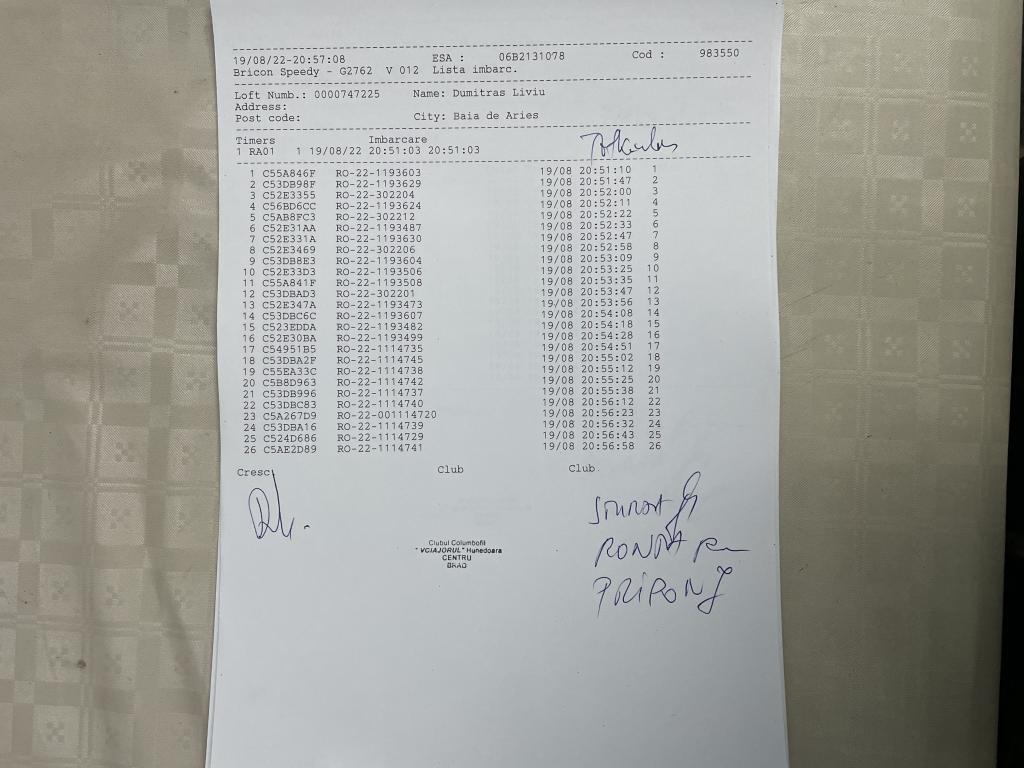 19/08/22-20:57:08 ESA : 06B2131078 Cod : 983550
Bricon Speedy - G2762 V 012 Lista imbarc.
Loft Numb.: 0000747225 Name: Dumitras Liviu
Address:
Post code: City: Baia de Aries
Timers Imbarcare
1 RA01 1 19/08/22 20:51:03 20:51:03
1 C55A846F RO-22-1193603 19/08 20:51:10 1
2 C53DB98F RO-22-1193629 19/08 20:51:47 2
3 C52E3355 RO-22-302204 19/08 20:52:00 3
4 C56BD6CC RO-22-1193624 19/08 20:52:11 4
5 C5AB8FC3 RO-22-302212 19/08 20:52:22 5
6 C52E31AA RO-22-1193487 19/08 20:52:33 6
7 C52E331A RO-22-1193630 19/08 20:52:47 7
8 C52E3469 RO-22-302206 19/08 20:52:58 8
9 C53DB8E3 RO-22-1193604 19/08 20:53:09 9
10 C52E33D3 RO-22-1193506 19/08 20:53:25 10
11 C55A841F RO-22-1193508 19/08 20:53:35 11
12 C53DBAD3 RO-22-302201 19/08 20:53:47 12
13 C52E347A RO-22-1193473 19/08 20:53:56 13
14 C53DBC6C RO-22-1193607 19/08 20:54:08 14
15 C523EDDA RO-22-1193482 19/08 20:54:18 15
16 C52E30BA RO-22-1193499 19/08 20:54:28 16
17 C54951B5 RO-22-1114735 19/08 20:54:51 17
18 C53DBA2F RO-22-1114745 19/08 20:55:02 18
19 C55EA33C RO-22-1114738 19/08 20:55:12 19
20 C5B8D963 RO-22-1114742 19/08 20:55:25 20
21 C53DB996 RO-22-1114737 19/08 20:55:38 21
22 C53DBC83 RO-22-1114740 19/08 20:56:12 22
23 C5A267D9 RO-22-001114720 19/08 20:56:23 23
24 C53DBA16 RO-22-1114739 19/08 20:56:32 24
25 C524D686 RO-22-1114729 19/08 20:56:43 25
26 C5AE2D89 RO-22-1114741 19/08 20:56:58 26
Cresc Club Club
Clubul Columbofil
"VOIAJORUL" Hunedoara
CENTRU
BRAD